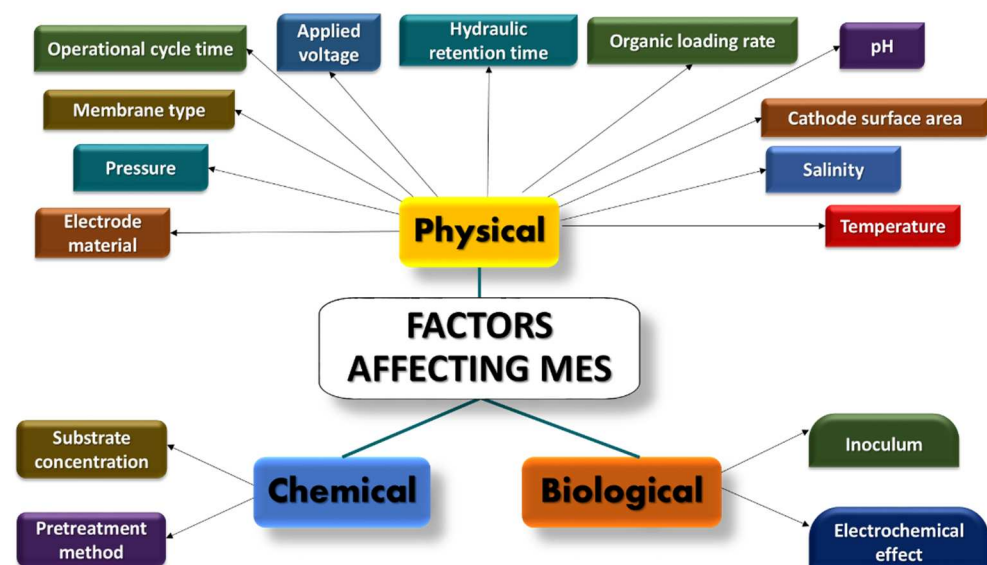 Operational cycle time
Applied
voltage
Hydraulic
retention time
Organic loading rate
pH
Membrane type
Cathode surface area
Pressure
Salinity
Electrode
material
Physical
Temperature
FACTORS
AFFECTING MES
Substrate
concentration
Inoculum
Chemical
Biological
Pretreatment
method
Electrochemical
effect